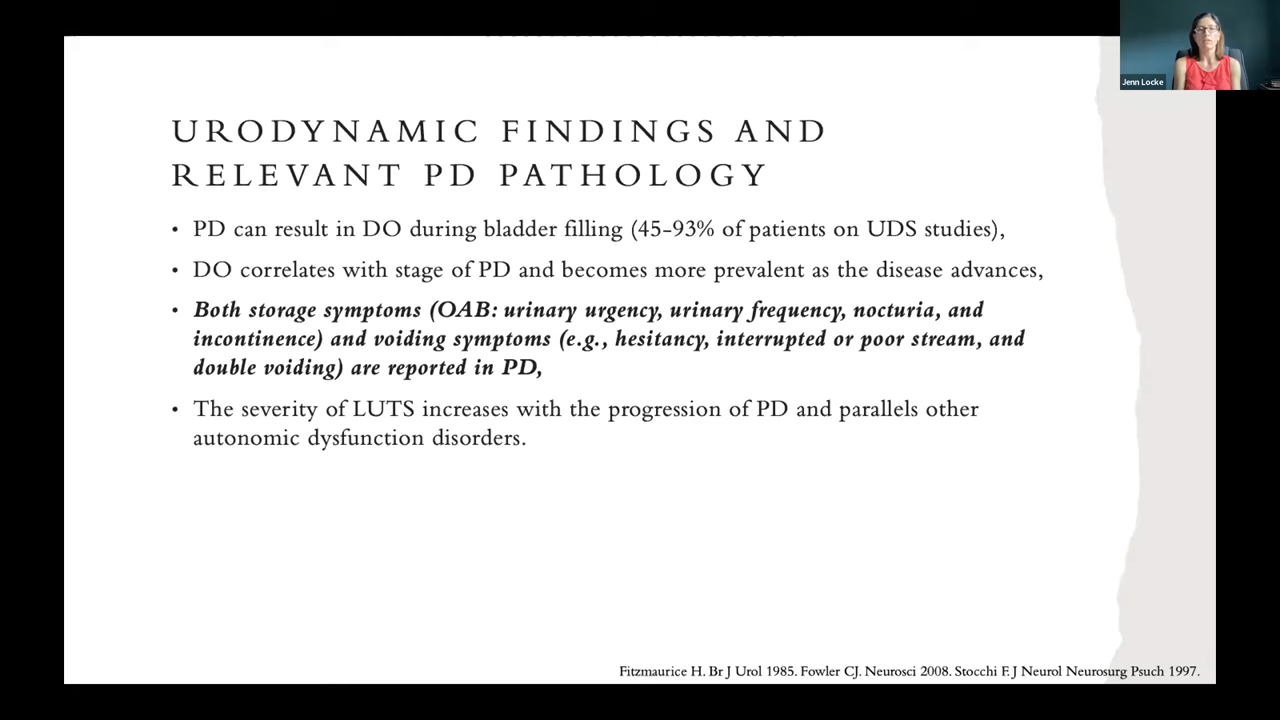 Jenn Locke
URODYNAMIC FINDINGS AND
RELEVANT PD PATHOLOGY
• PD can result in DO during bladder filling (45-93% of patients on UDS studies),
• DO correlates with stage of PD and becomes more prevalent as the disease advances,
• Both storage symptoms (OAB: urinary urgency, urinary frequency, nocturia, and
incontinence) and voiding symptoms (e.g., hesitancy, interrupted or poor stream, and
double voiding) are reported in PD,
• The severity of LUTS increases with the progression of PD and parallels other
autonomic dysfunction disorders.
Fitzmaurice H. Br J Urol 1985. Fowler CJ. Neurosci 2008. Stocchi F. J Neurol Neurosurg Psuch 1997.